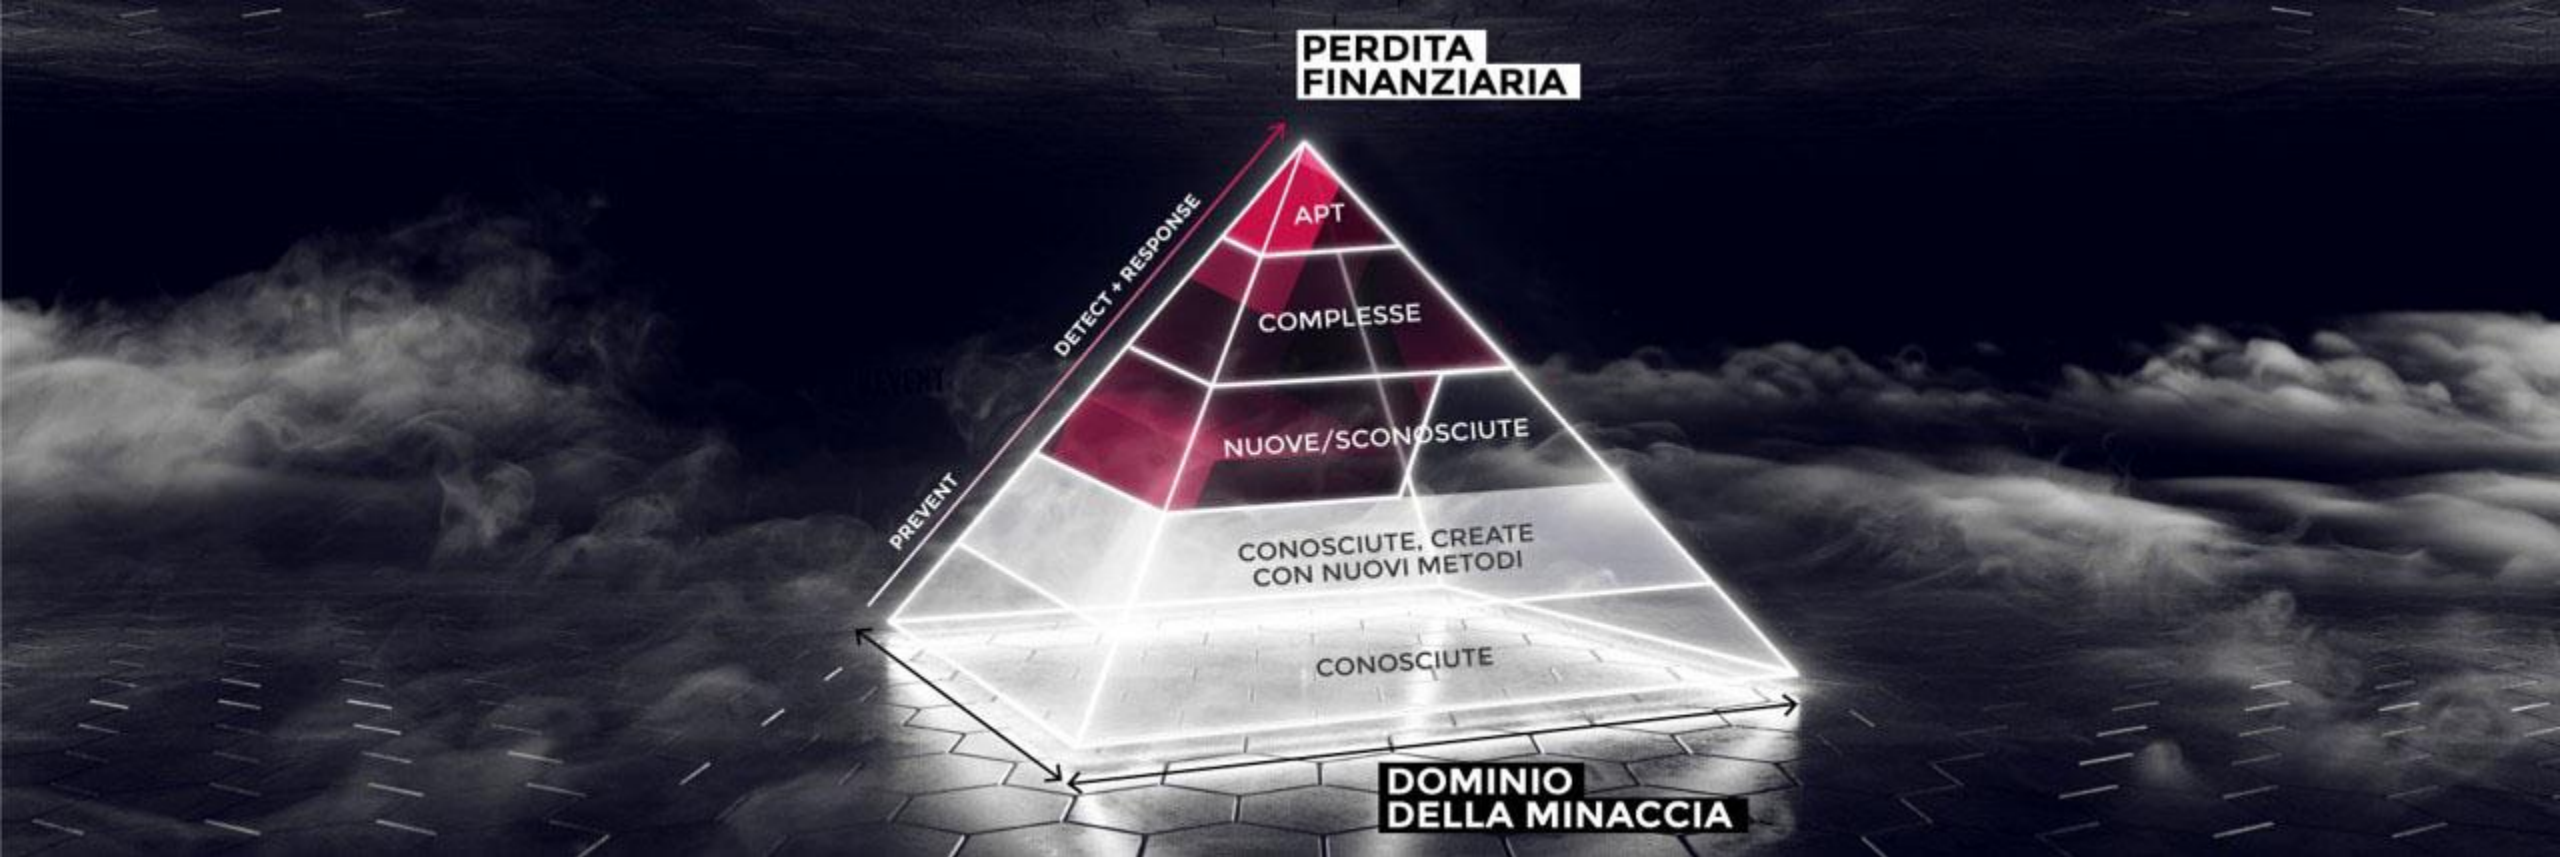 PERDITA
FINANZIARIA
DETECT + RESPONSE
PREVENT
APT
COMPLESSE
NUOVE/SCONOSCIUTE
CONOSCIUTE, CREATE
CON NUOVI METODI
CONOSCIUTE
DOMINIO
DELLA MINACCIA